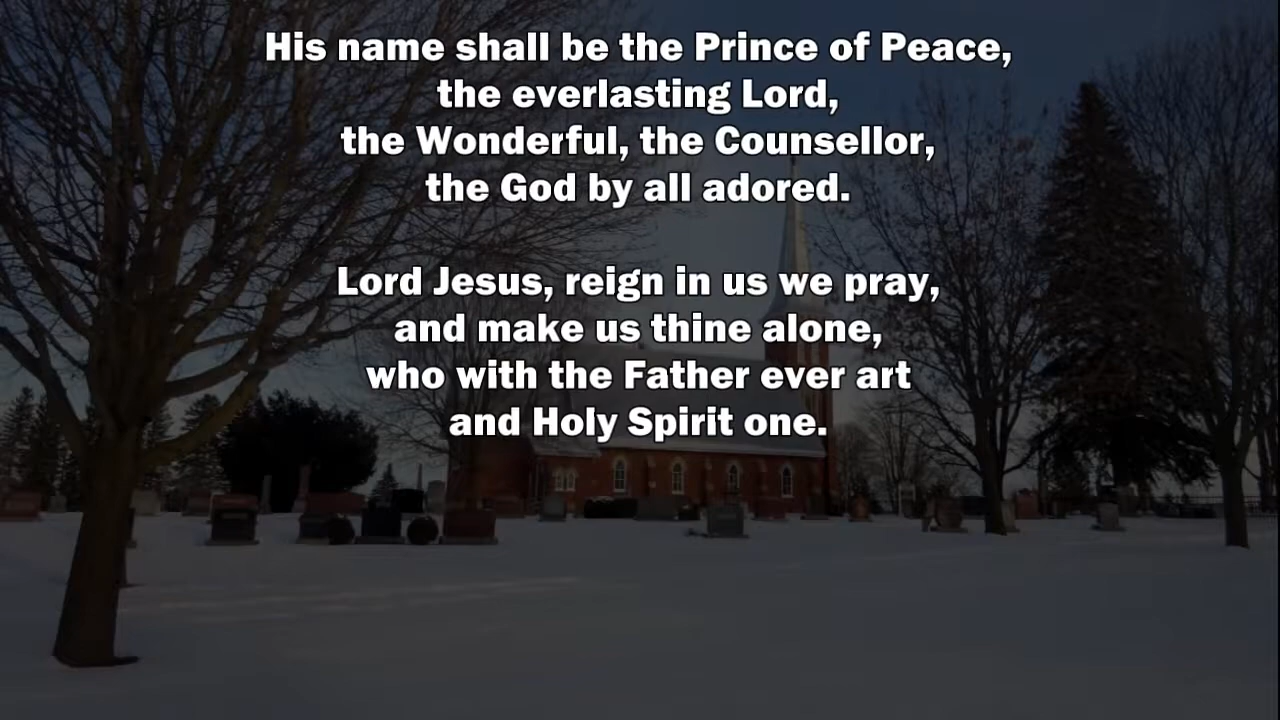 His name shall be the Prince of Peace,
the everlasting Lord,
the Wonderful, the Counsellor,
the God by all adored.
Lord Jesus, reign in us we pray,
and make us thine alone,
who with the Father ever art
and Holy Spirit one.